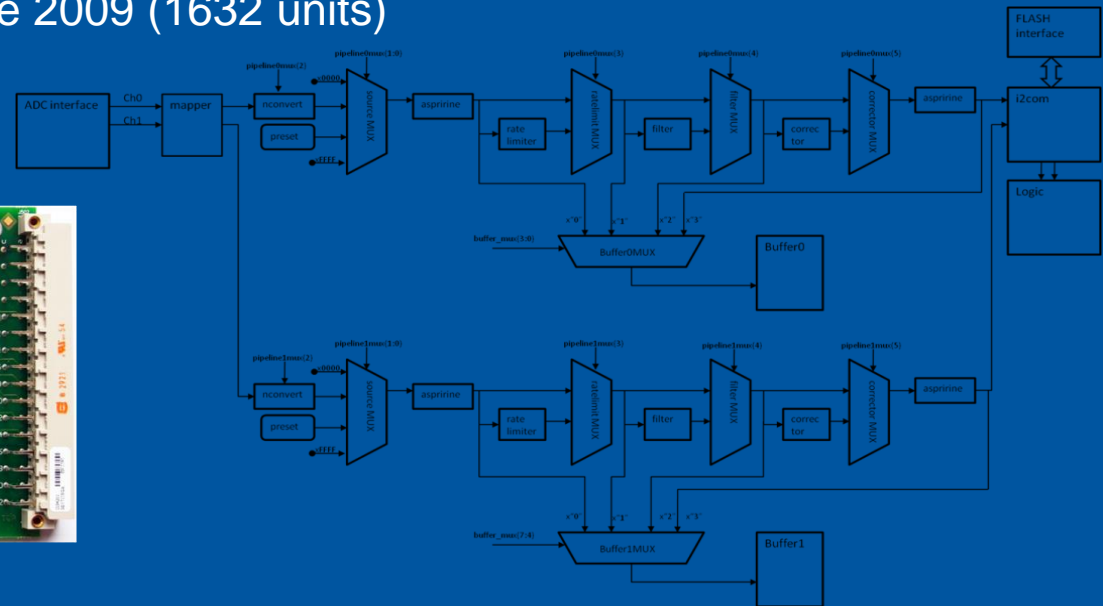 e 2009 (1632 units)
FLASH
interface
pipeline0mux(1:0)
pipeline0mux(3)
pipeline0mux(4)
pipeline0mux(5)
pipeline0mux(2)
x0000
ADC interface
Ch0
Ch1
mapper
nconvert
preset
xFFFF
source MUX
aspririne
rate
limiter
ratelimit MUX
filter
filter MUX
correc
tor
corrector MUX
aspririne
i2com
Logic
x"0"
x"1"
x"2"
x"3"
buffer_mux(3:0)
Buffer0MUX
Buffer0
pipeline1mux(1:0)
pipeline1mux(3)
pipeline1mux(4)
pipeline1mux(5)
pipeline1mux(2)
x0000
nconvert
preset
xFFFF
source MUX
aspririne
rate
limiter
ratelimit MUX
filter
filter MUX
correc
tor
corrector MUX
aspririne
x"0"
x"1"
x"2"
x"3"
buffer_mux(7:4)
Buffer1MUX
Buffer1